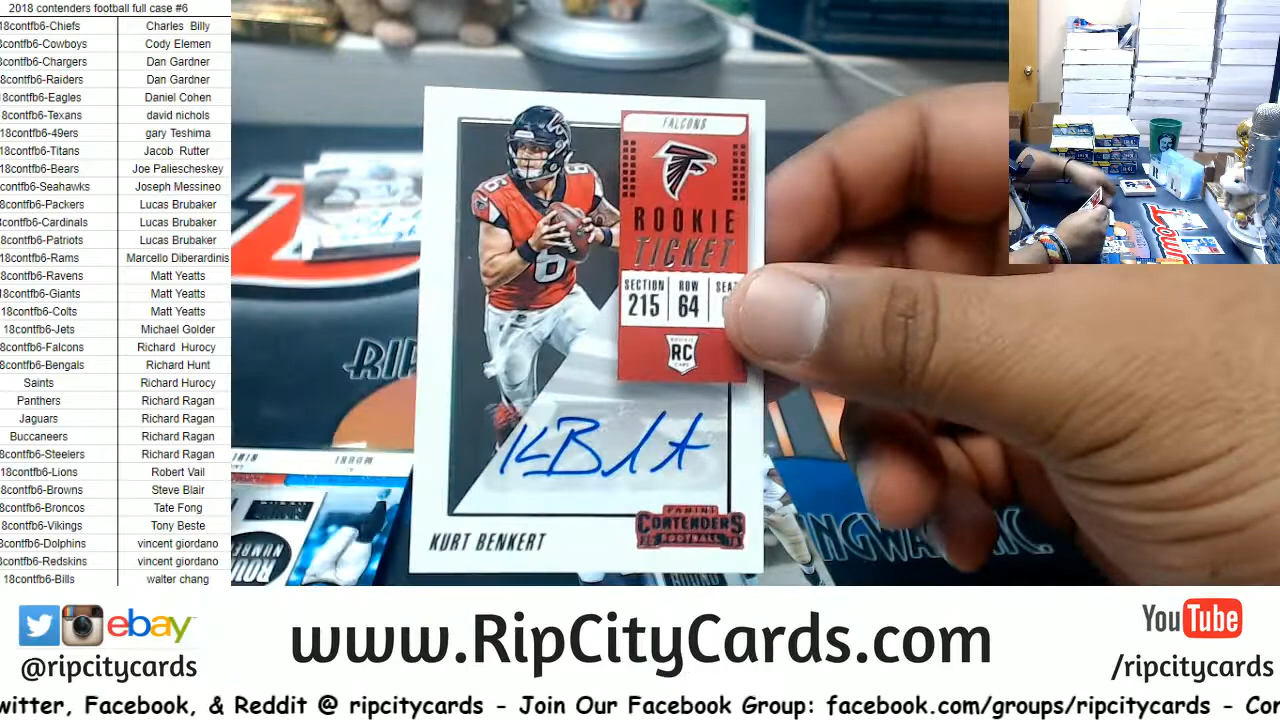 2018 contenders football full case #6
18contfb6-Chiefs Charles Billy
8contfb6-Cowboys Cody Elemen
8contfb6-Chargers Dan Gardner
8contfb6-Raiders Dan Gardner
8contfb6-Eagles Daniel Cohen
8contfb6-Texans david nichols
18contfb6-49ers gary Teshima
18contfb6-Titans Jacob Rutter
18contfb6-Bears Joe Paliescheskey
contfb6-Seahawks Joseph Messineo
8contfb6-Packers Lucas Brubaker
8contfb6-Cardinals Lucas Brubaker
8contfb6-Patriots Lucas Brubaker
18contfb6-Rams Marcello Diberardinis
8contfb6-Ravens Matt Yeatts
8contfb6-Giants Matt Yeatts
18contfb6-Colts Matt Yeatts
18contfb6-Jets Michael Golder
8contfb6-Falcons Richard Hurocy
8contfb6-Bengals Richard Hunt
Saints Richard Hurocy
Panthers Richard Ragan
Jaguars Richard Ragan
Buccaneers Richard Ragan
8contfb6-Steelers Richard Ragan
18contfb6-Lions Robert Vail
8contfb6-Browns Steve Blair
8contfb6-Broncos Tate Fong
8contfb6-Vikings Tony Beste
8contfb6-Dolphins vincent giordano
8contfb6-Redskins vincent giordano
18contfb6-Bills walter chang
FALCONS
ROOKIE
TICKET
SECTION ROW
215 64
RC
6
PANINI
CONTENDERS
FOOTBALL
KURT BENKERT
RIP
INGWAX
ebay
@ripcitycards
www.RipCityCards.com
YouTube
/ripcitycards
witter, Facebook, & Reddit @ ripcitycards - Join Our Facebook Group: facebook.com/groups/ripcitycards - Co